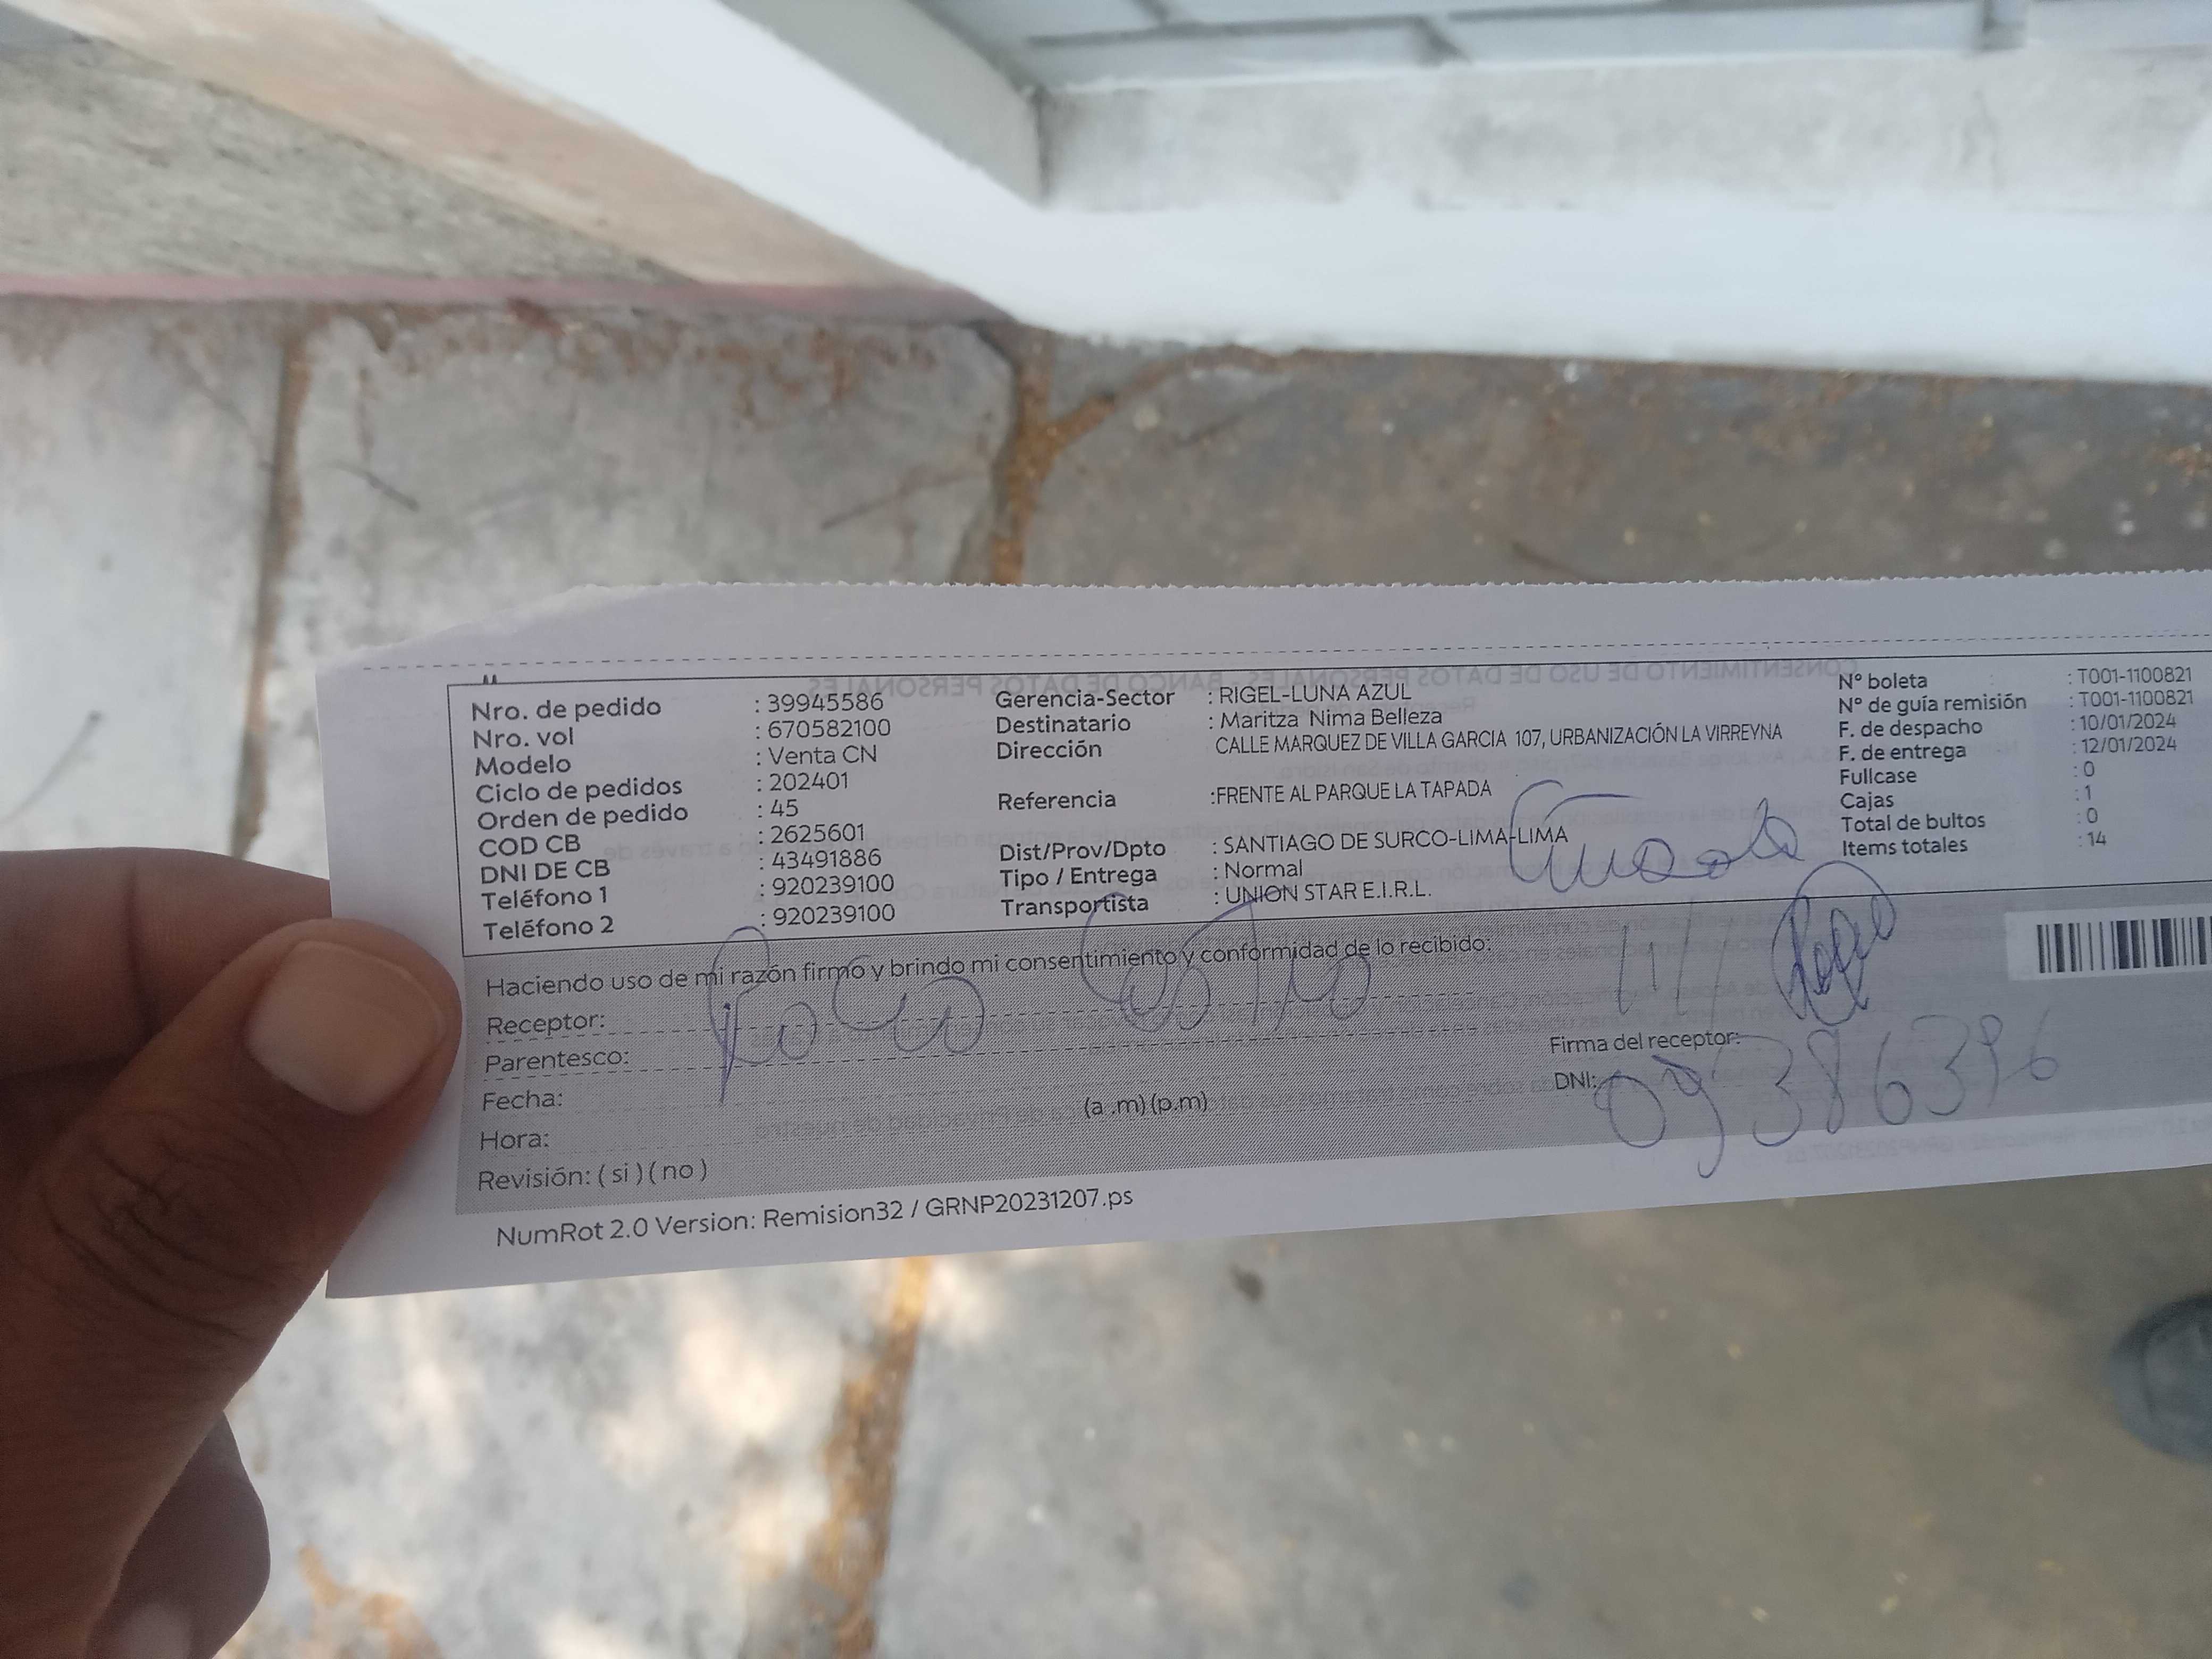 Nro. de pedido : 39945586
Nro. vol : 670582100
Modelo : Venta CN
Ciclo de pedidos : 202401
Orden de pedido : 45
COD CB : 2625601
DNI DE CB : 43491886
Teléfono 1 : 920239100
Teléfono 2 : 920239100
Gerencia-Sector : RIGEL-LUNA AZUL
Destinatario : Maritza Nima Belleza
Dirección CALLE MARQUEZ DE VILLA GARCIA 107, URBANIZACIÓN LA VIRREYNA
Referencia :FRENTE AL PARQUE LA TAPADA
Dist/Prov/Dpto : SANTIAGO DE SURCO-LIMA-LIMA
Tipo / Entrega : Normal
Transportista : UNION STAR E.I.R.L.
N° boleta : T001-1100821
N° de guía remisión : T001-1100821
F. de despacho : 10/01/2024
F. de entrega : 12/01/2024
Fullcase : 0
Cajas : 1
Total de bultos : 0
Items totales : 14
Haciendo uso de mi razón firmo y brindo mi consentimiento y conformidad de lo recibido:
Receptor:
Parentesco:
Fecha:
Hora: (a .m) (p.m)
Revisión: ( si ) ( no )
Firma del receptor:
DNI: 09386396
NumRot 2.0 Version: Remision32 / GRNP20231207.ps